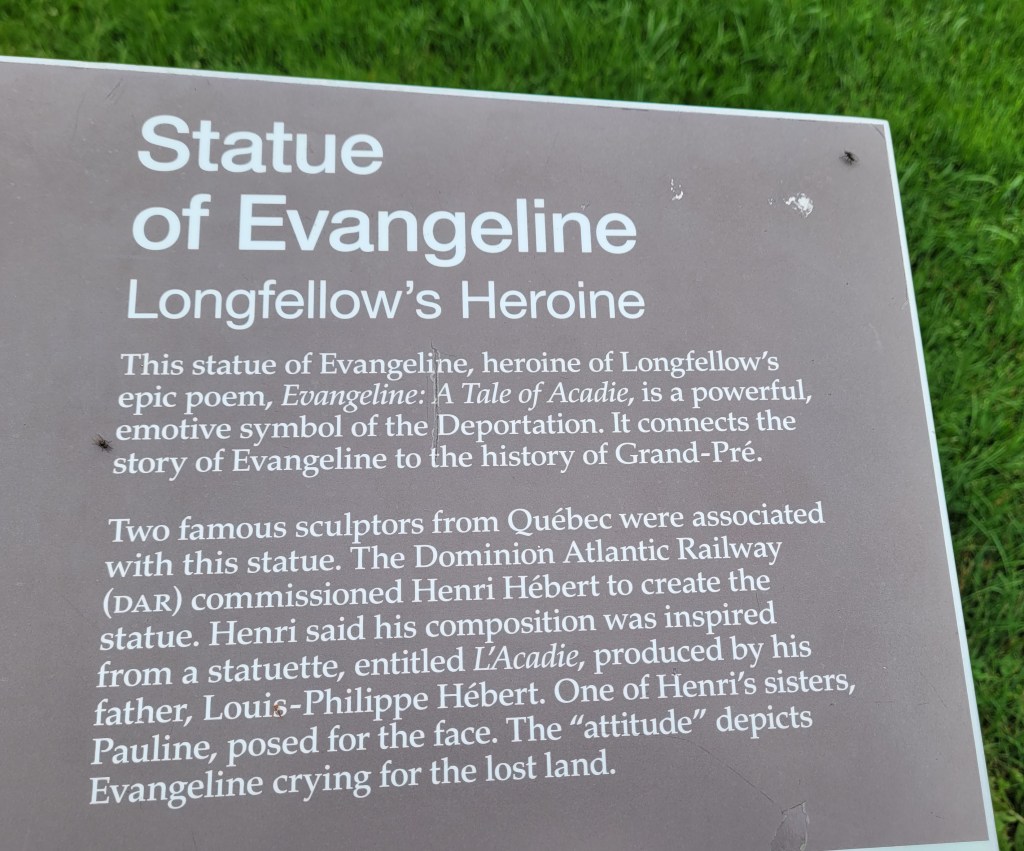 Statue
of Evangeline
Longfellow’s Heroine
This statue of Evangeline, heroine of Longfellow’s
epic poem, Evangeline: A Tale of Acadie, is a powerful,
emotive symbol of the Deportation. It connects the
story of Evangeline to the history of Grand-Pré.
Two famous sculptors from Québec were associated
with this statue. The Dominion Atlantic Railway
(DAR) commissioned Henri Hébert to create the
statue. Henri said his composition was inspired
from a statuette, entitled L’Acadie, produced by his
father, Louis-Philippe Hébert. One of Henri’s sisters,
Pauline, posed for the face. The “attitude” depicts
Evangeline crying for the lost land.